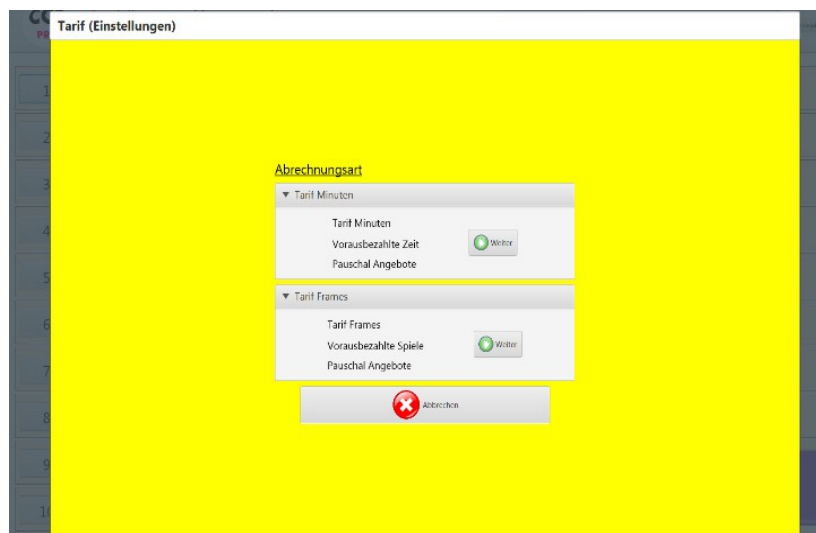 Tarif (Einstellungen)
1
2
3
4
5
6
7
8
9
Abrechnungsart
Tarif Minuten
Tarif Minuten
Vorausbezahlte Zeit
Pauschal Angebote
Weiter
Tarif Frames
Tarif Frames
Vorausbezahlte Spiele
Pauschal Angebote
Weiter
Abbrechen